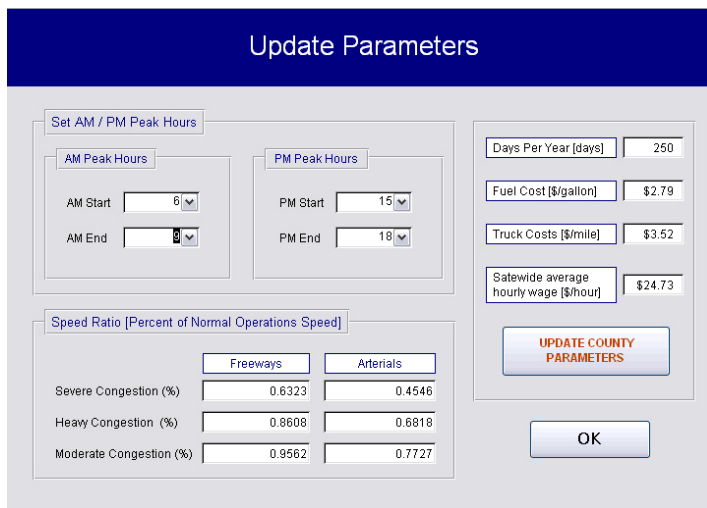 Update Parameters
Set AM / PM Peak Hours
AM Peak Hours
AM Start 6
AM End 9
PM Peak Hours
PM Start 15
PM End 18
Speed Ratio [Percent of Normal Operations Speed]
Freeways Arterials
Severe Congestion (%) 0.6323 0.4546
Heavy Congestion (%) 0.8608 0.6818
Moderate Congestion (%) 0.9562 0.7727
Days Per Year [days] 250
Fuel Cost [$/gallon] $2.79
Truck Costs [$/mile] $3.52
Satewide average
hourly wage [$/hour] $24.73
UPDATE COUNTY
PARAMETERS
OK